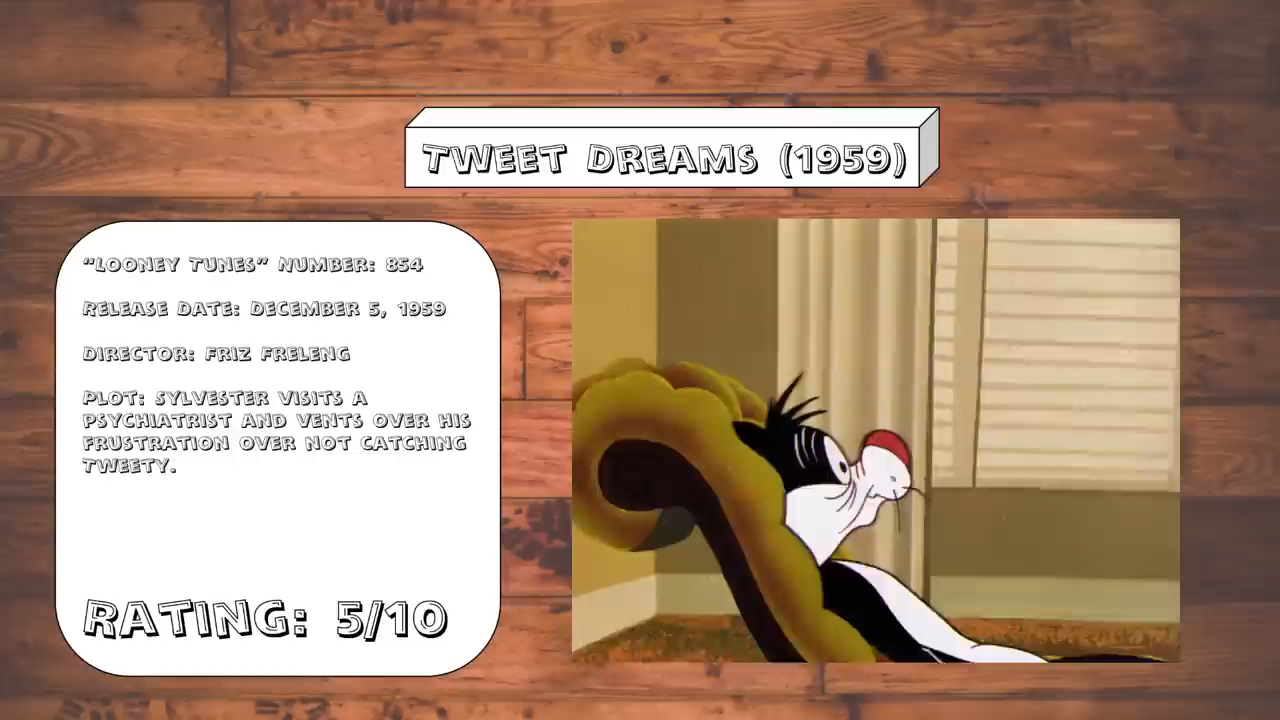 TWEET DREAMS (1959)
"LOONEY TUNES" NUMBER: 854
RELEASE DATE: DECEMBER 5, 1959
DIRECTOR: FRIZ FRELENG
PLOT: SYLVESTER VISITS A
PSYCHIATRIST AND VENTS OVER HIS
FRUSTRATION OVER NOT CATCHING
TWEETY.
RATING: 5/10